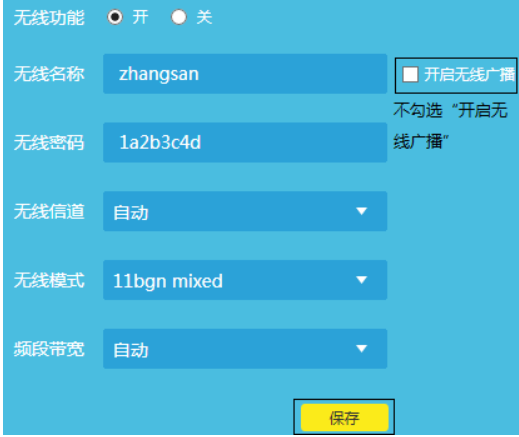 无线功能 开 关
无线名称 zhangsan 开启无线广播
不勾选“开启无
线广播”
无线密码 1a2b3c4d
无线信道 自动
无线模式 11bgn mixed
频段带宽 自动
保存